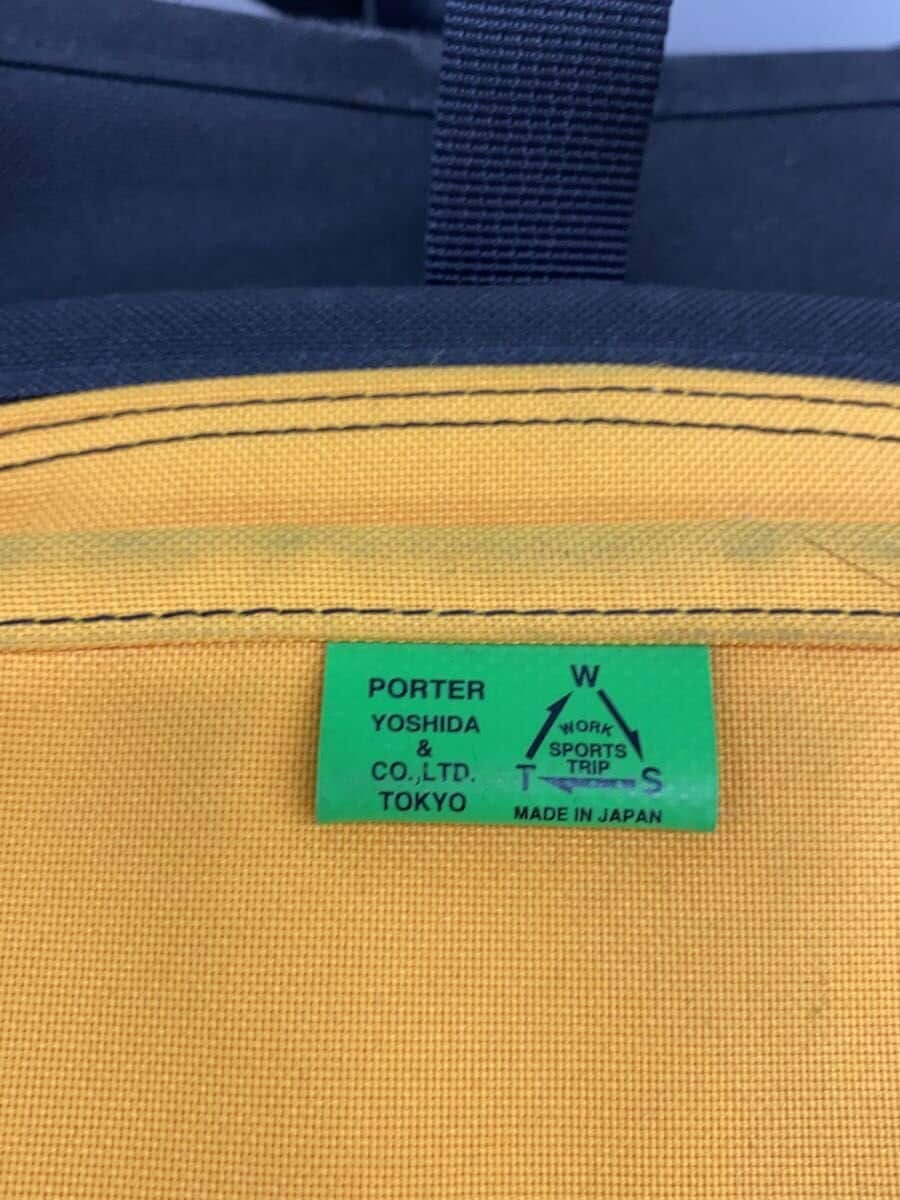 PORTER
YOSHIDA
&
CO.,LTD.
TOKYO
W
WORK
SPORTS
TRIP
T S
MADE IN JAPAN